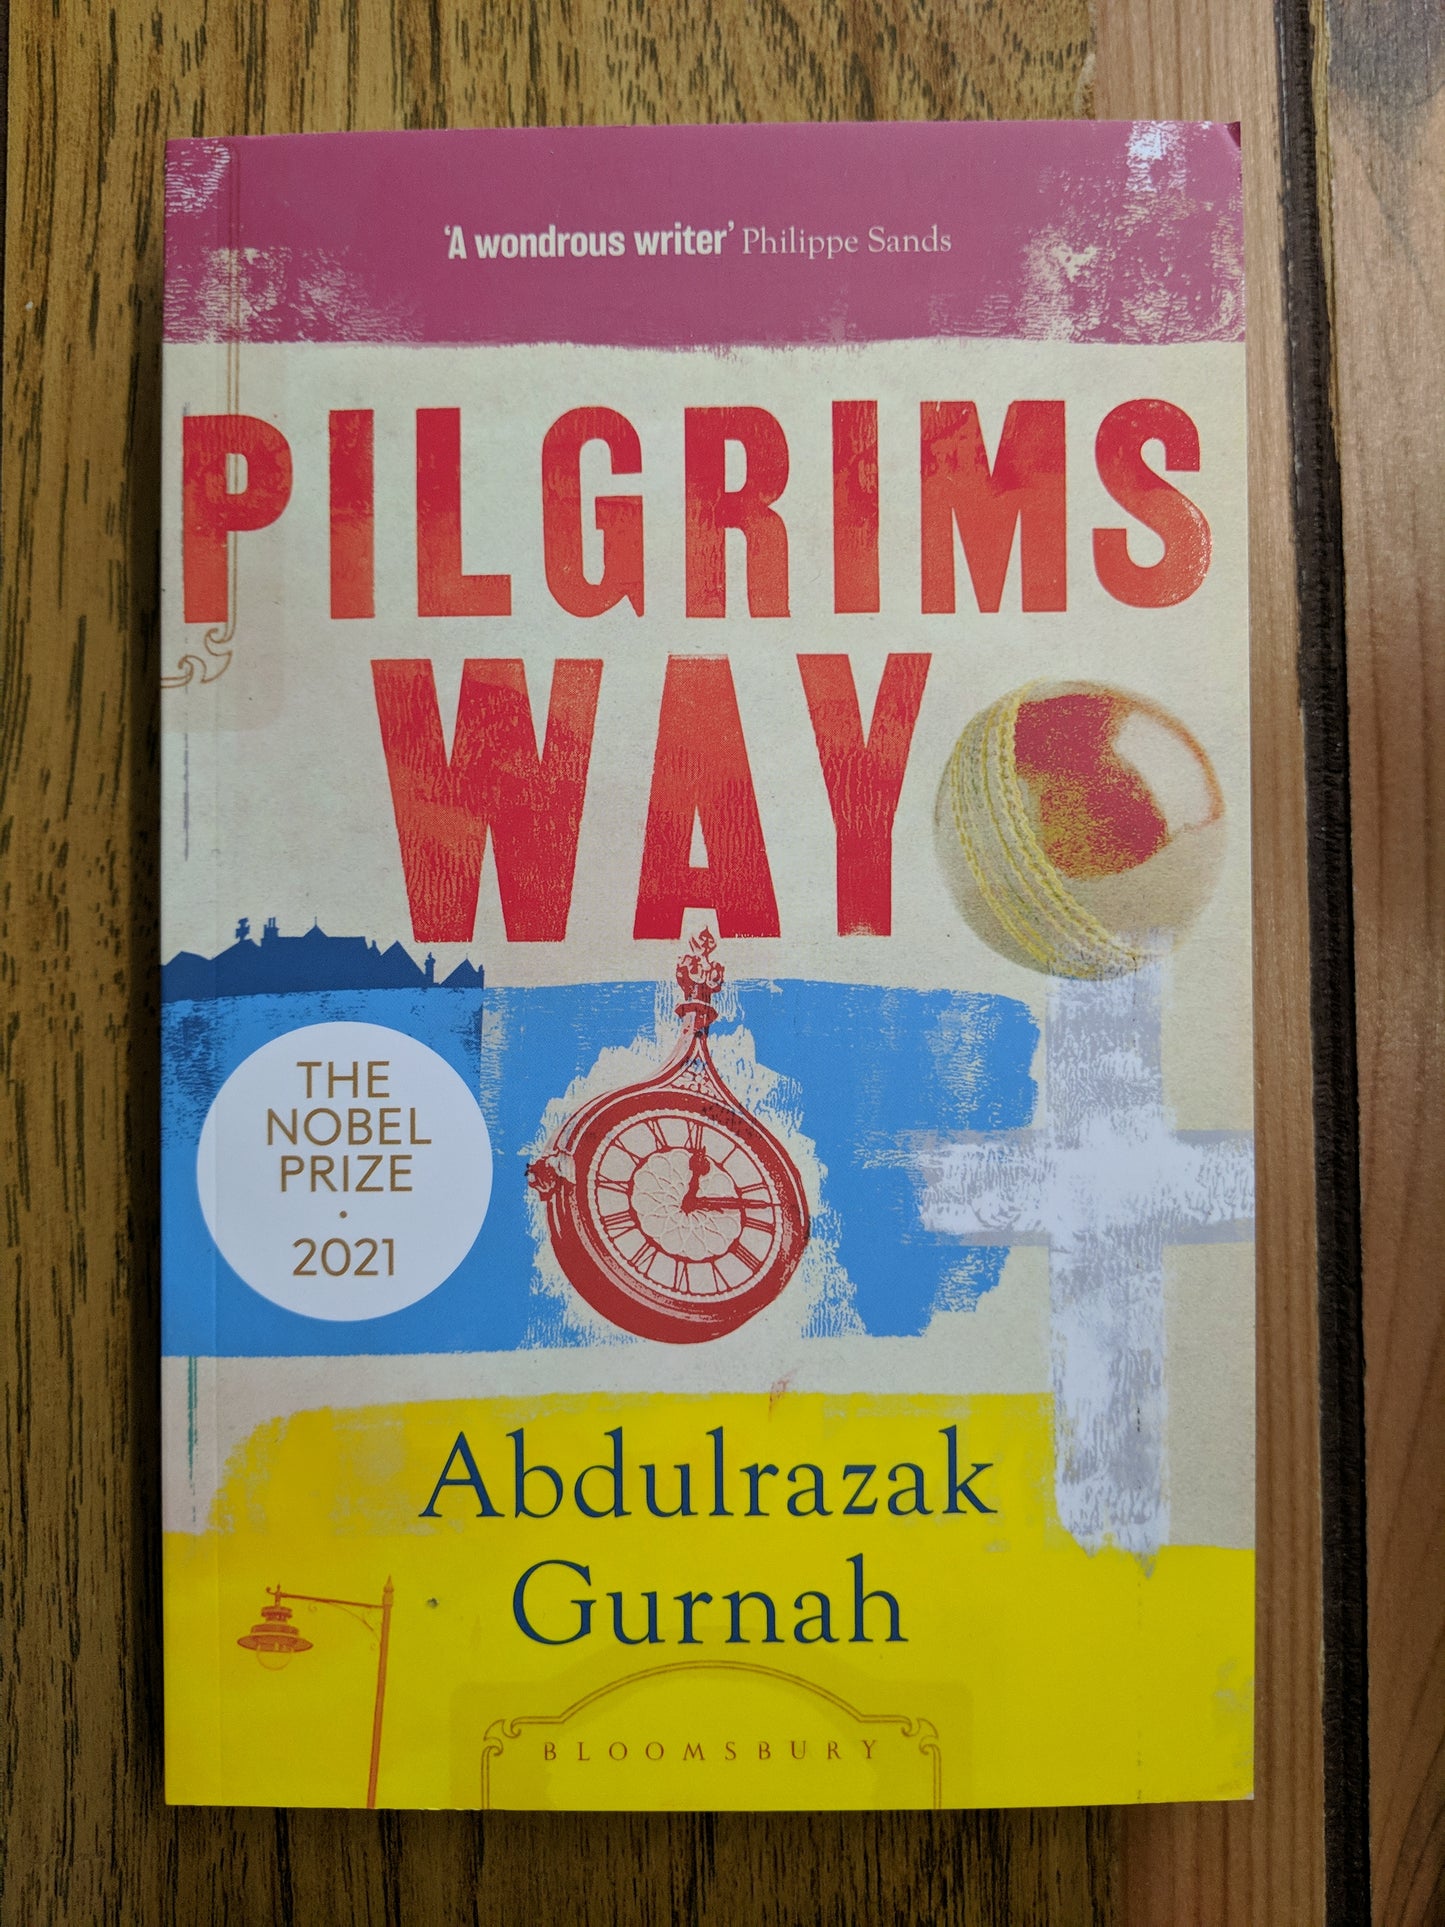 ‘A wondrous writer’ Philippe Sands
PILGRIMS
WAY
THE
NOBEL
PRIZE
·
2021
Abdulrazak
Gurnah
BLOOMSBURY